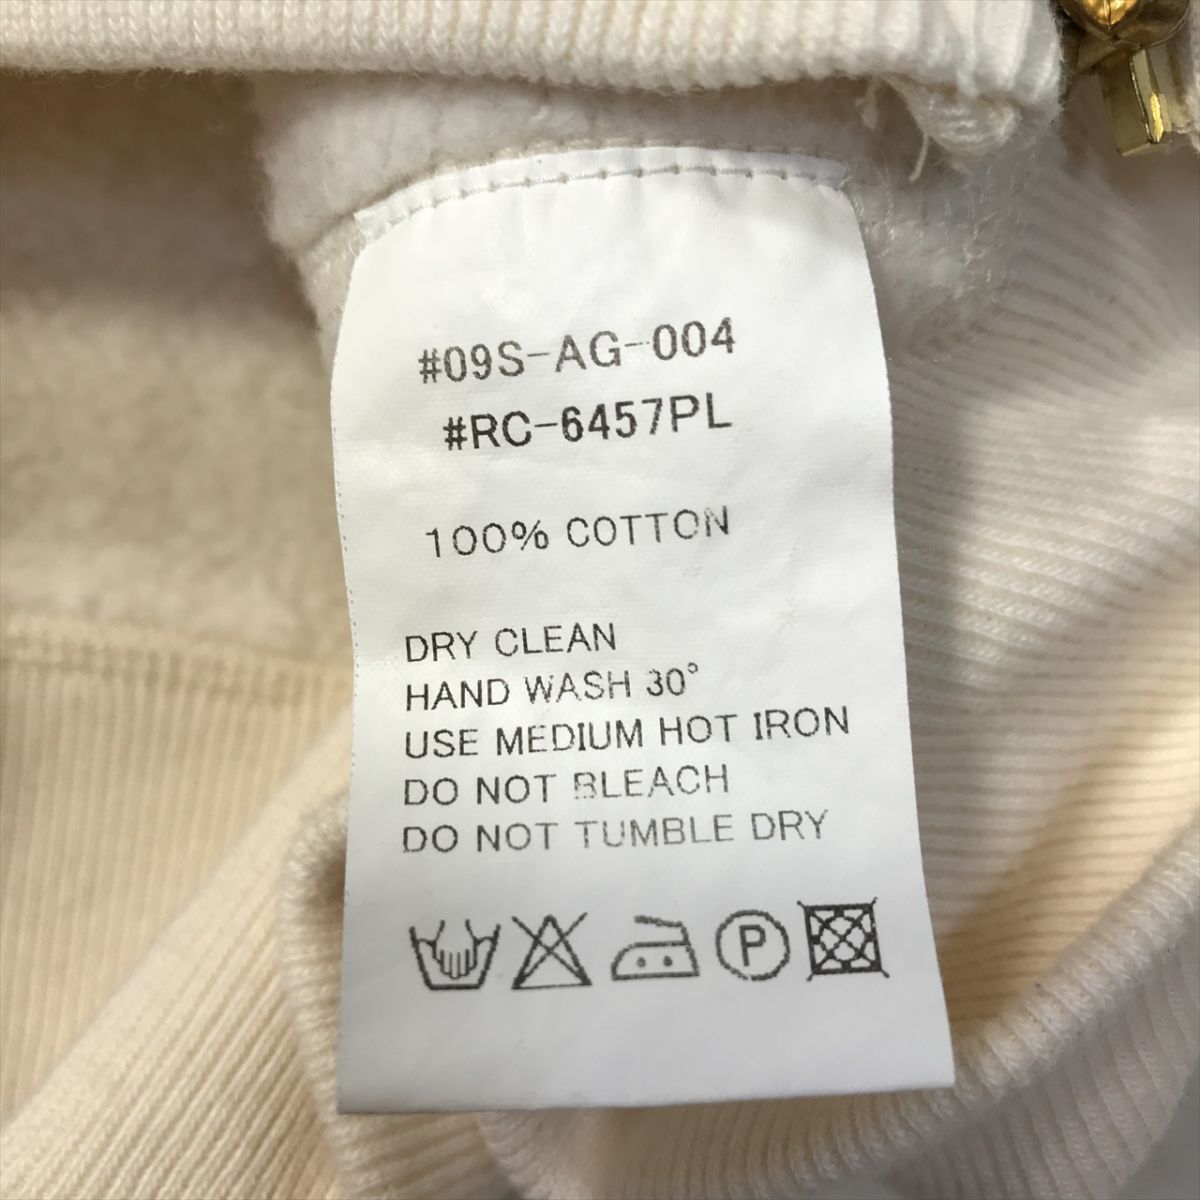 #09S-AG-004
#RC-6457PL
100% COTTON
DRY CLEAN
HAND WASH 30°
USE MEDIUM HOT IRON
DO NOT BLEACH
DO NOT TUMBLE DRY
P